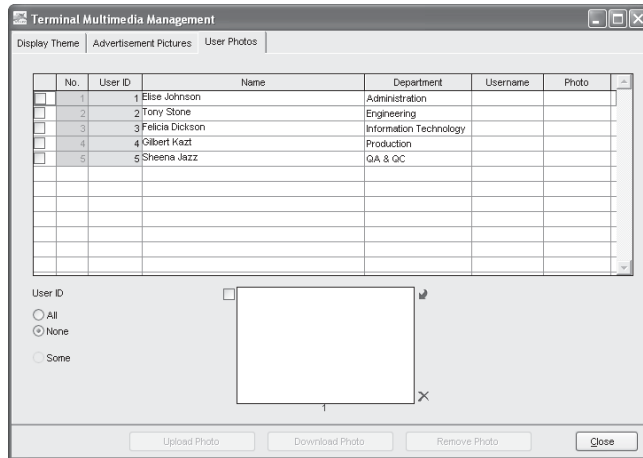 Terminal Multimedia Management
Display Theme Advertisement Pictures User Photos
No. User ID Name Department Username Photo
1 1 Elise Johnson Administration
2 2 Tony Stone Engineering
3 3 Felicia Dickson Information Technology
4 4 Gilbert Kazt Production
5 5 Sheena Jazz QA & QC
User ID
All
None
Some
1
Upload Photo Download Photo Remove Photo Close